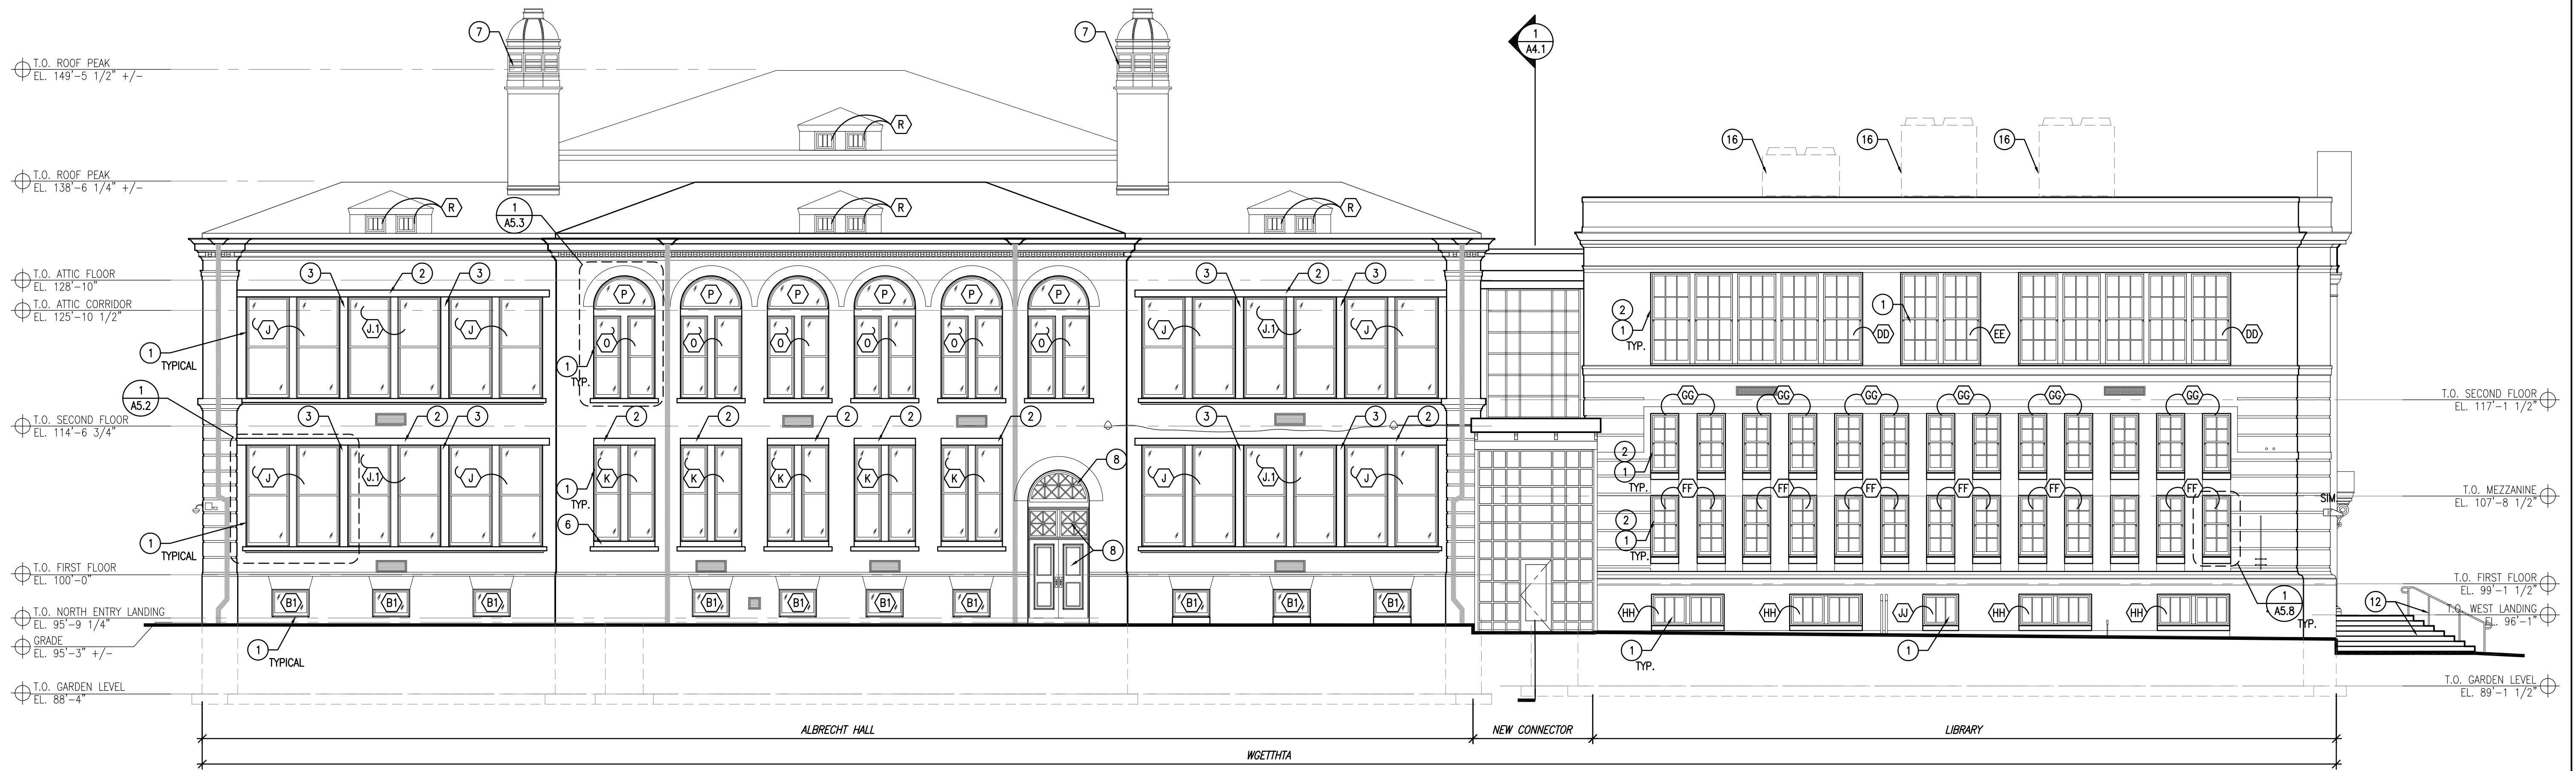 7
7
1
A4.1
T.O. ROOF PEAK
EL. 149'-5 1/2" +/-
R
16
16
16
T.O. ROOF PEAK
EL. 138'-6 1/4" +/-
R
1
A5.3
R
R
T.O. ATTIC FLOOR
EL. 128'-10"
3
2
3
P
P
P
P
P
P
3
2
3
T.O. ATTIC CORRIDOR
EL. 125'-10 1/2"
J
J.1
J
O
O
O
O
O
O
J
J.1
J
2
1
TYP.
1
DD
EE
DD
1
TYPICAL
1
TYP.
1
A5.2
GG
GG
GG
GG
GG
GG
T.O. SECOND FLOOR
EL. 117'-1 1/2"
T.O. SECOND FLOOR
EL. 114'-6 3/4"
3
2
3
2
2
2
2
2
3
3
2
J
J.1
J
K
K
K
K
K
8
J
J.1
J
2
1
TYP.
1
TYP.
FF
FF
FF
FF
FF
FF
SIM.
T.O. MEZZANINE
EL. 107'-8 1/2"
6
8
2
1
TYP.
1
TYPICAL
T.O. FIRST FLOOR
EL. 100'-0"
T.O. FIRST FLOOR
EL. 99'-1 1/2"
B1
B1
B1
B1
B1
B1
B1
B1
B1
B1
HH
HH
JJ
HH
HH
1
A5.8
TYP.
12
T.O. WEST LANDING
EL. 96'-1"
T.O. NORTH ENTRY LANDING
EL. 95'-9 1/4"
GRADE
EL. 95'-3" +/-
1
TYPICAL
1
TYP.
1
T.O. GARDEN LEVEL
EL. 88'-4"
T.O. GARDEN LEVEL
EL. 89'-1 1/2"
ALBRECHT HALL
NEW CONNECTOR
LIBRARY
WGETTHTA